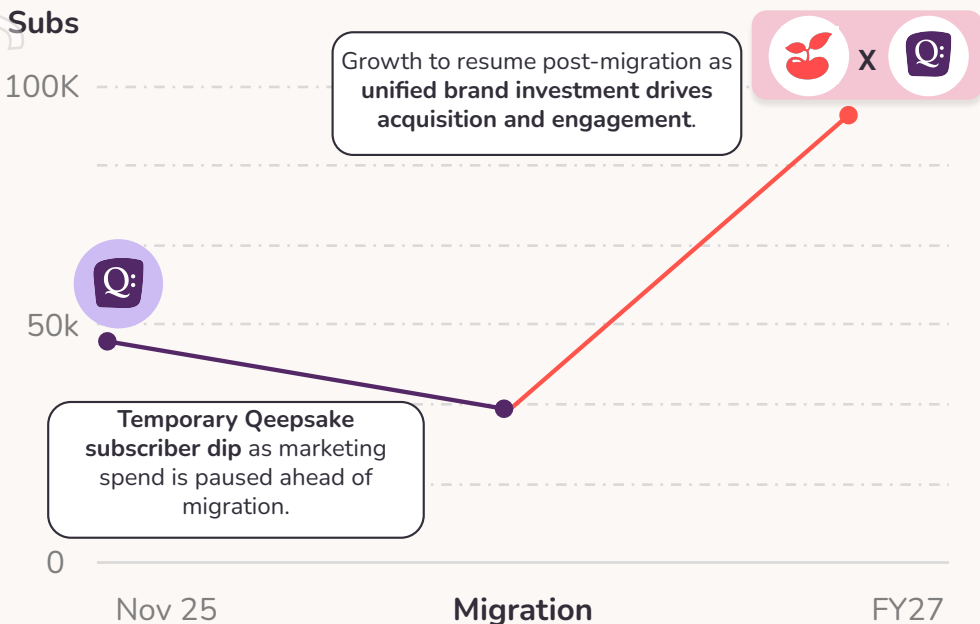 Subs
100K
Growth to resume post-migration as
unified brand investment drives
acquisition and engagement.
X
Q:
Q:
50k
Temporary Qeepsake
subscriber dip as marketing
spend is paused ahead of
migration.
0
Nov 25
Migration
FY27